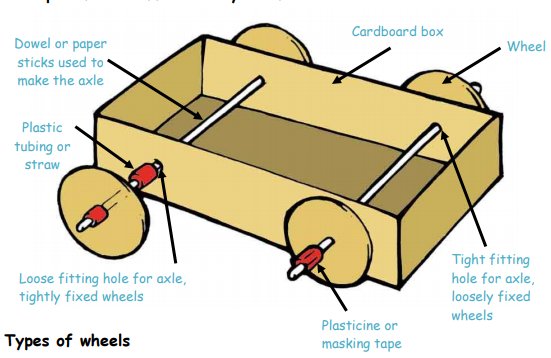 Cardboard box
Dowel or paper
sticks used to
make the axle
Wheel
Plastic
tubing or
straw
Loose fitting hole for axle,
tightly fixed wheels
Tight fitting
hole for axle,
loosely fixed
wheels
Plasticine or
masking tape
Types of wheels